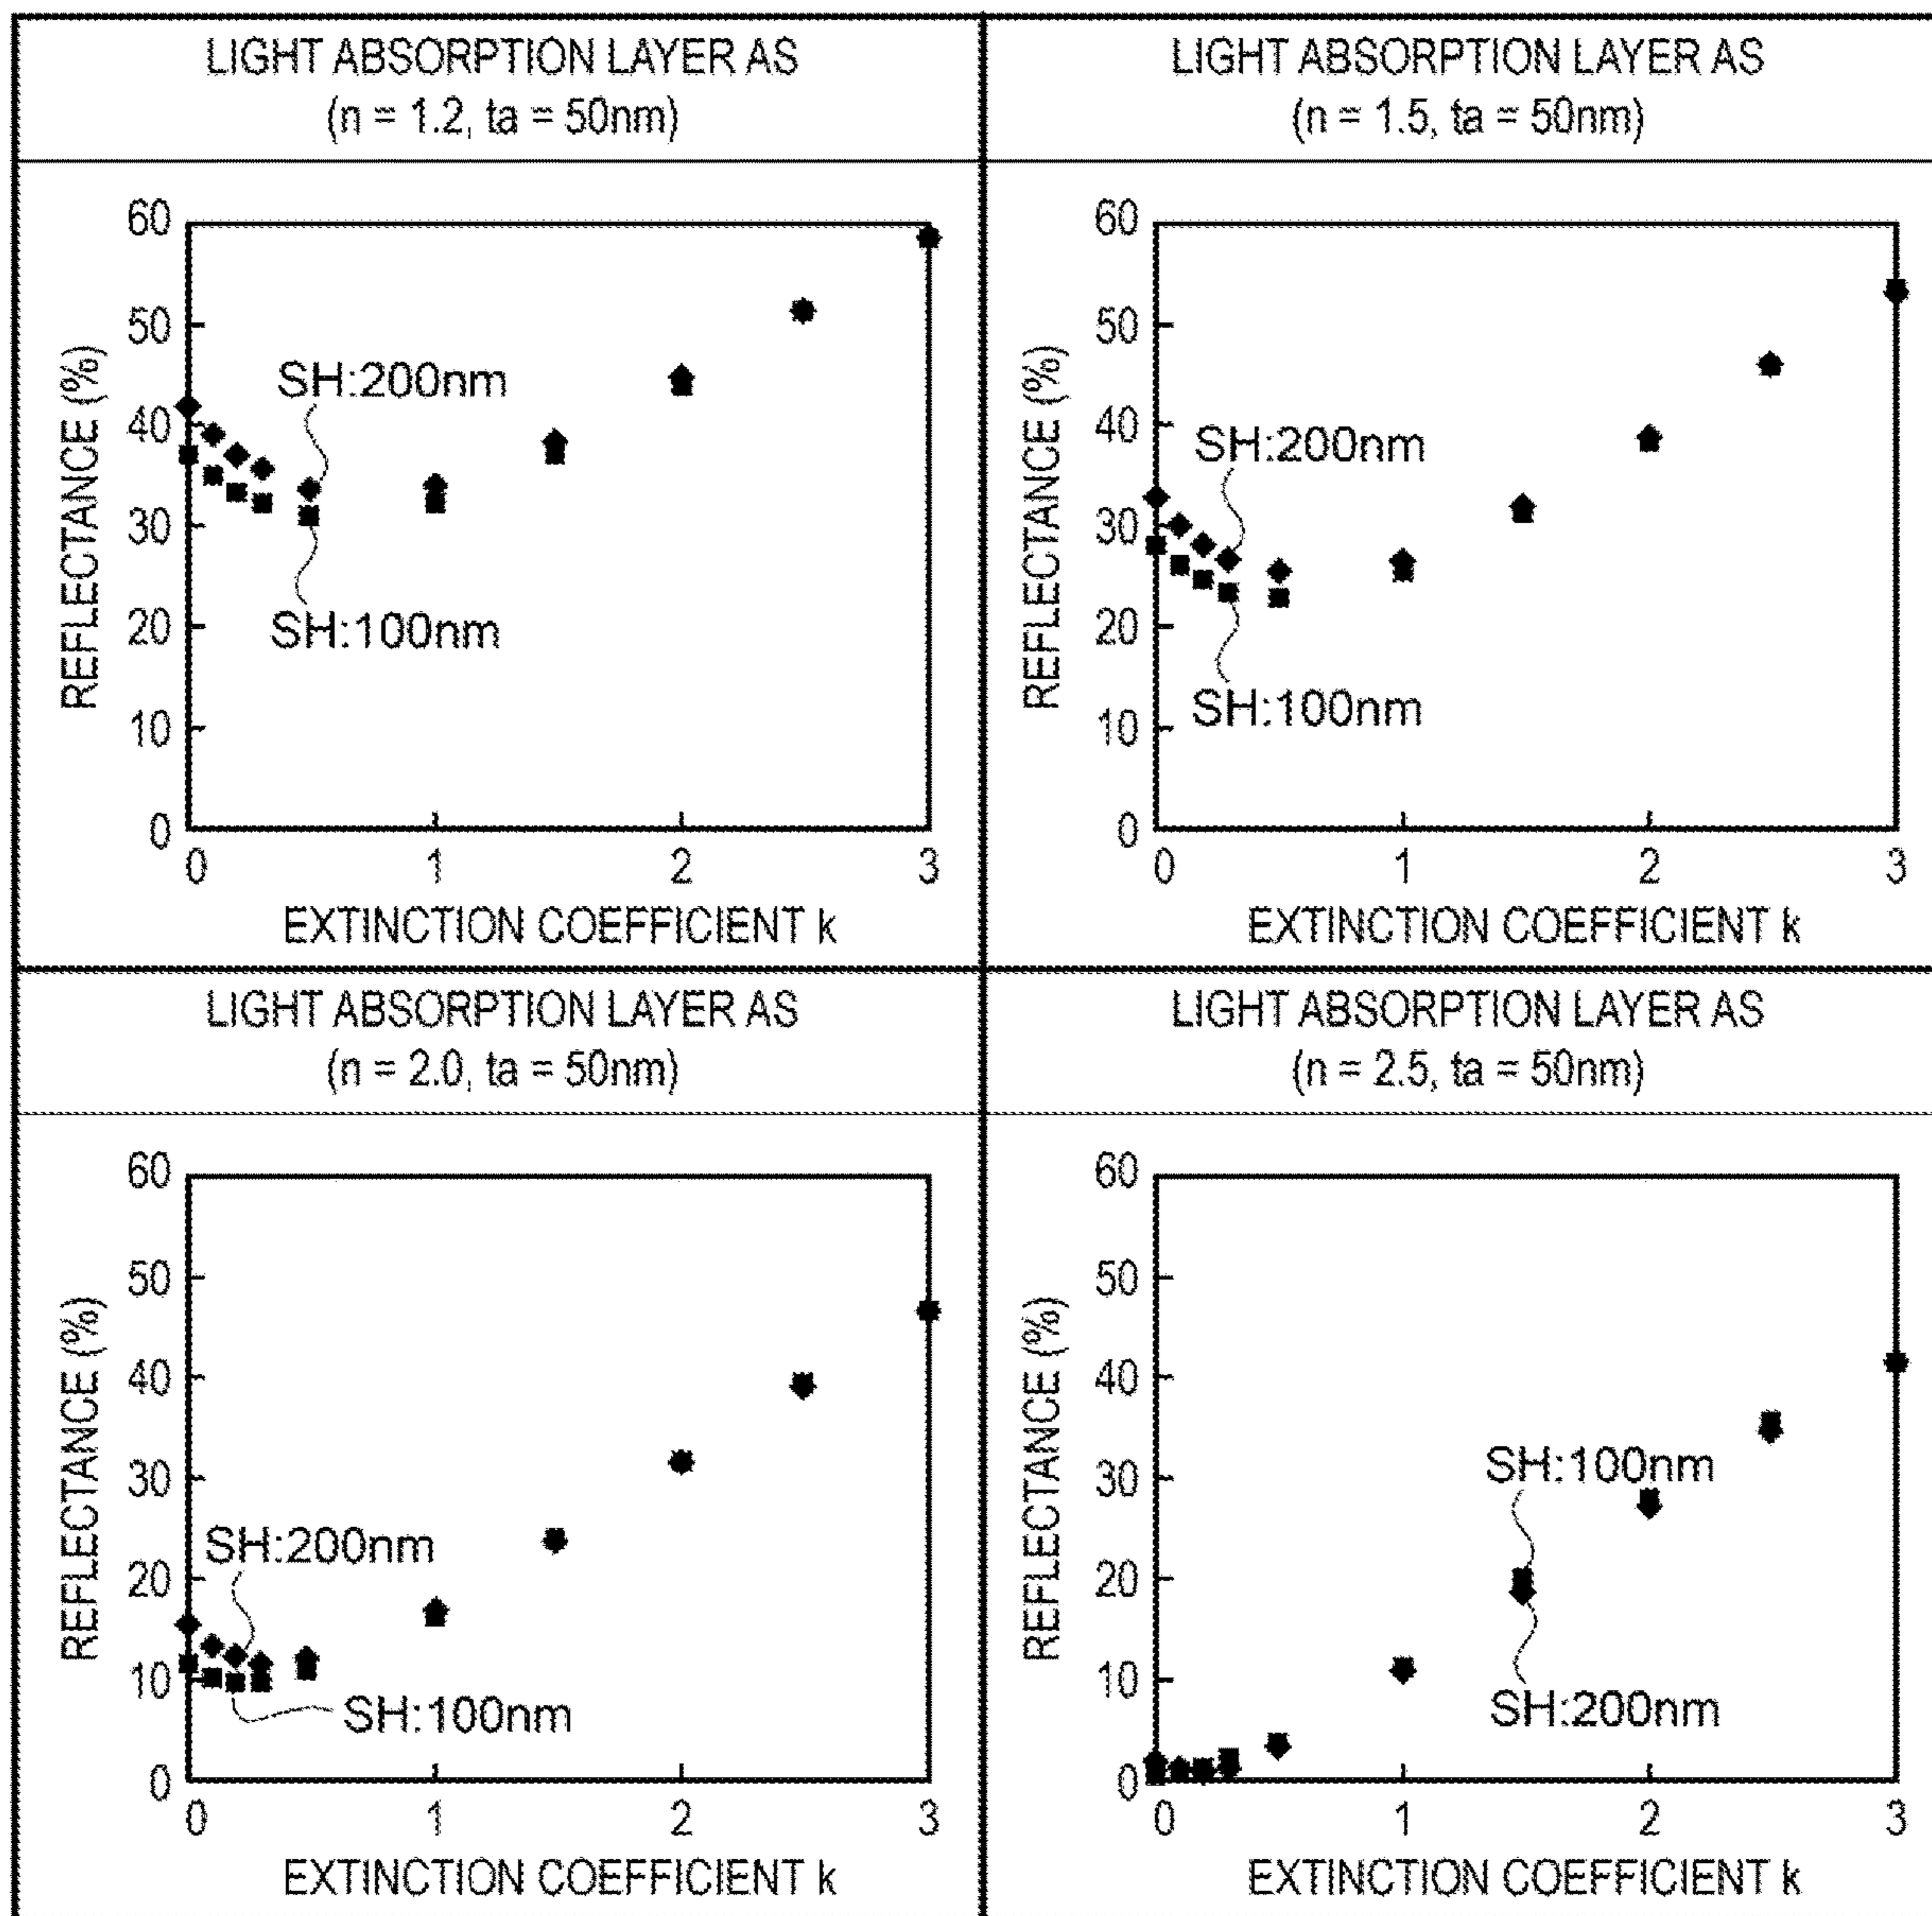 LIGHT ABSORPTION LAYER AS
(n = 1.2, ta = 50nm)
LIGHT ABSORPTION LAYER AS
(n = 1.5, ta = 50nm)
REFLECTANCE (%)
60
50
40
30
20
10
0
SH:200nm
SH:100nm
0 1 2 3
EXTINCTION COEFFICIENT k
REFLECTANCE (%)
60
50
40
30
20
10
0
SH:200nm
SH:100nm
0 1 2 3
EXTINCTION COEFFICIENT k
LIGHT ABSORPTION LAYER AS
(n = 2.0, ta = 50nm)
LIGHT ABSORPTION LAYER AS
(n = 2.5, ta = 50nm)
REFLECTANCE (%)
60
50
40
30
20
10
0
SH:200nm
SH:100nm
0 1 2 3
EXTINCTION COEFFICIENT k
REFLECTANCE (%)
60
50
40
30
20
10
0
SH:100nm
SH:200nm
0 1 2 3
EXTINCTION COEFFICIENT k